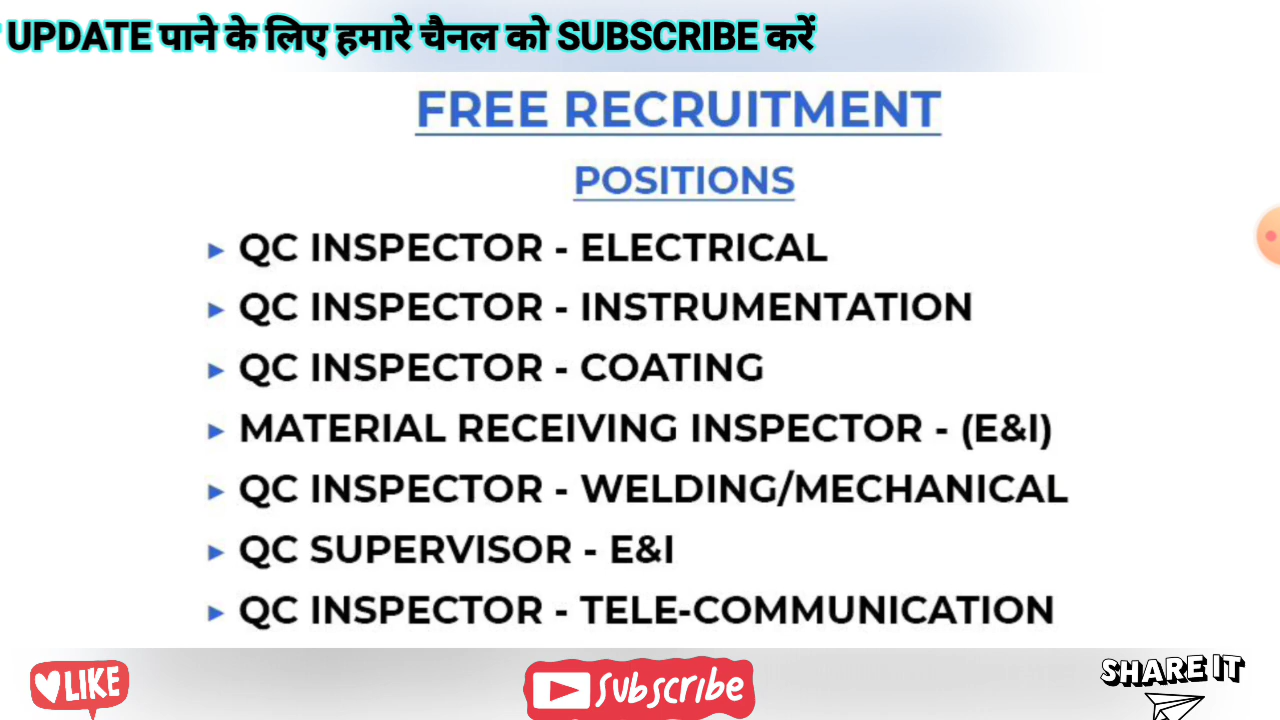 UPDATE पाने के लिए हमारे चैनल को SUBSCRIBE करें
FREE RECRUITMENT
POSITIONS
► QC INSPECTOR - ELECTRICAL
► QC INSPECTOR - INSTRUMENTATION
► QC INSPECTOR - COATING
► MATERIAL RECEIVING INSPECTOR - (E&I)
► QC INSPECTOR - WELDING/MECHANICAL
► QC SUPERVISOR - E&I
► QC INSPECTOR - TELE-COMMUNICATION
LIKE
Subscribe
SHARE IT